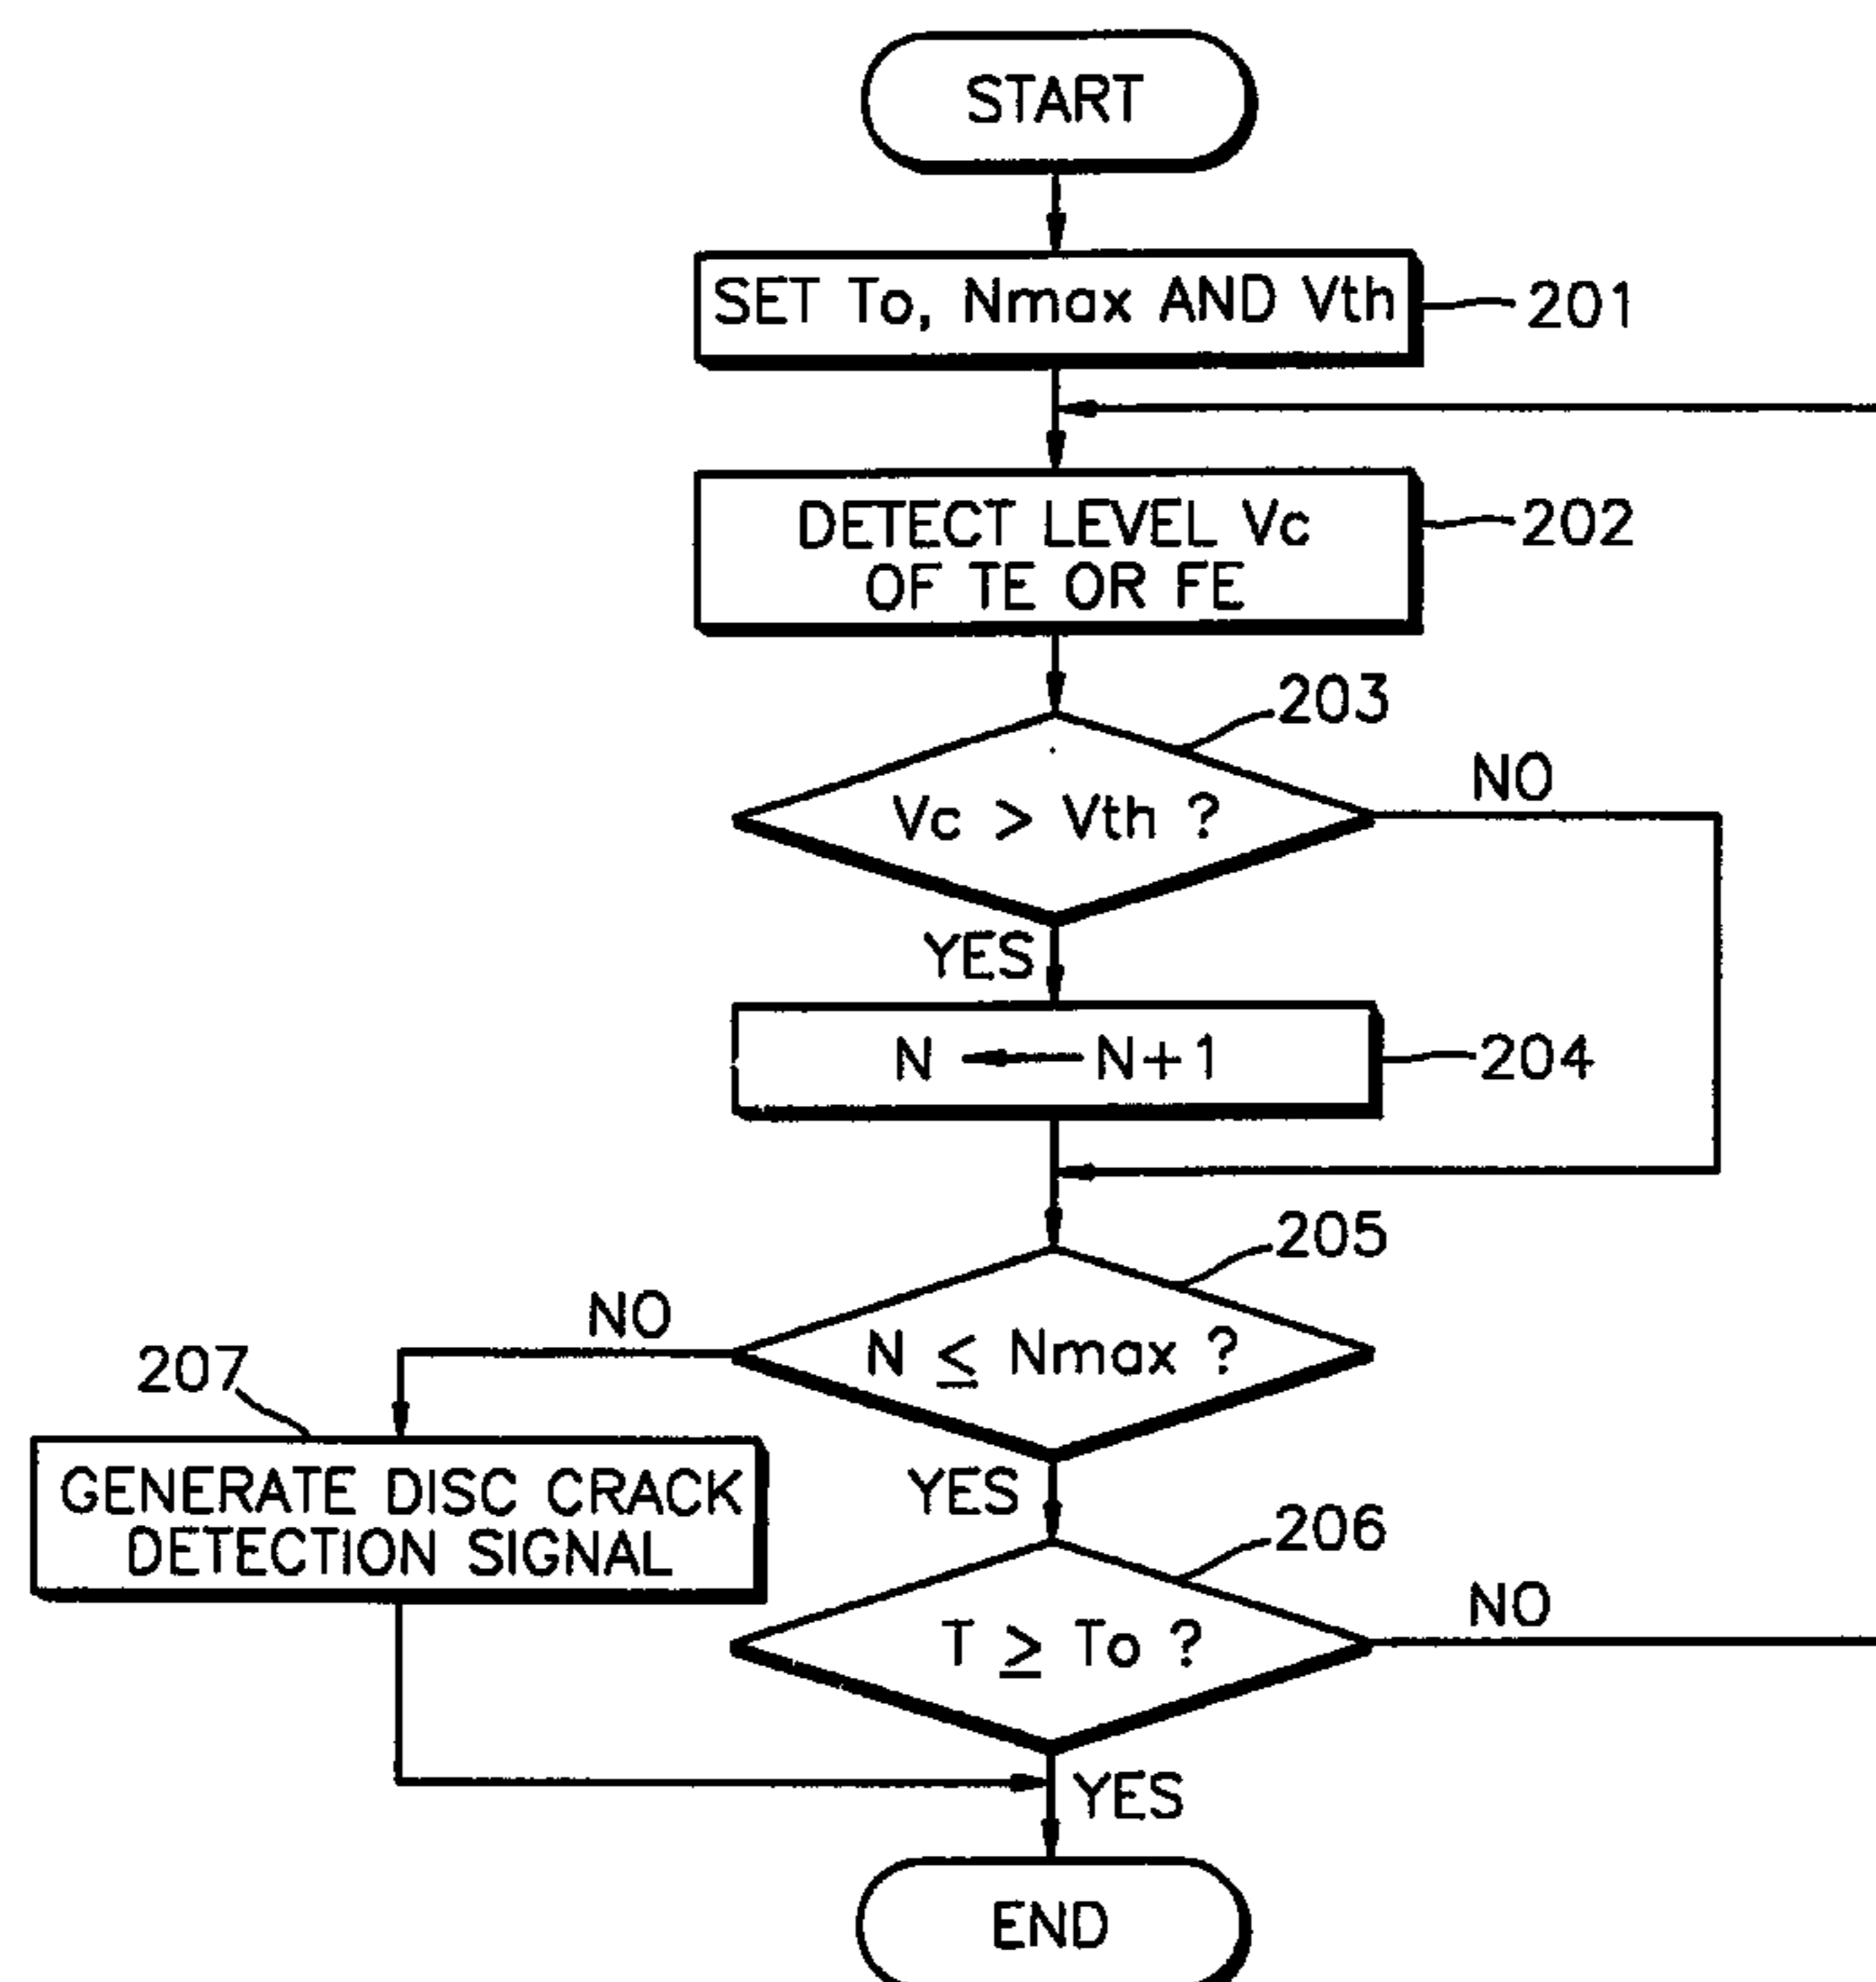 START
SET To, Nmax AND Vth
201
DETECT LEVEL Vc
OF TE OR FE
202
203
Vc > Vth ?
NO
YES
N ← N+1
204
205
N ≤ Nmax ?
NO
207
GENERATE DISC CRACK
DETECTION SIGNAL
YES
206
T ≥ To ?
NO
YES
END